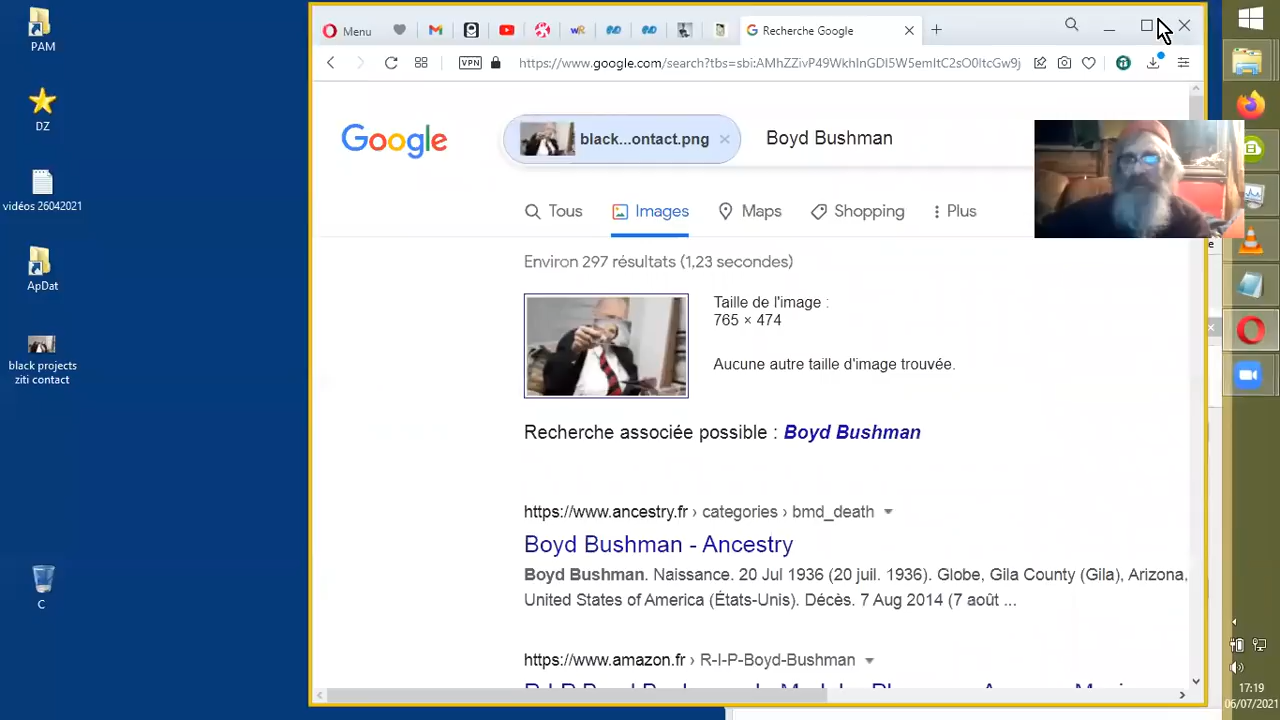 PAM
DZ
vidéos 26042021
ApDat
black projects
ziti contact
C
Menu
Recherche Google
VPN
https://www.google.com/search?tbs=sbi:AMhZZivP49WkhInGDI5W5emItC2sO0ItcGw9j
Google
black...ontact.png
Boyd Bushman
Tous
Images
Maps
Shopping
Plus
Environ 297 résultats (1,23 secondes)
Taille de l'image :
765 × 474
Aucune autre taille d'image trouvée.
Recherche associée possible : Boyd Bushman
https://www.ancestry.fr › categories › bmd_death
Boyd Bushman - Ancestry
Boyd Bushman. Naissance. 20 Jul 1936 (20 juil. 1936). Globe, Gila County (Gila), Arizona,
United States of America (États-Unis). Décès. 7 Aug 2014 (7 août ...
https://www.amazon.fr › R-I-P-Boyd-Bushman
17:19
06/07/2021